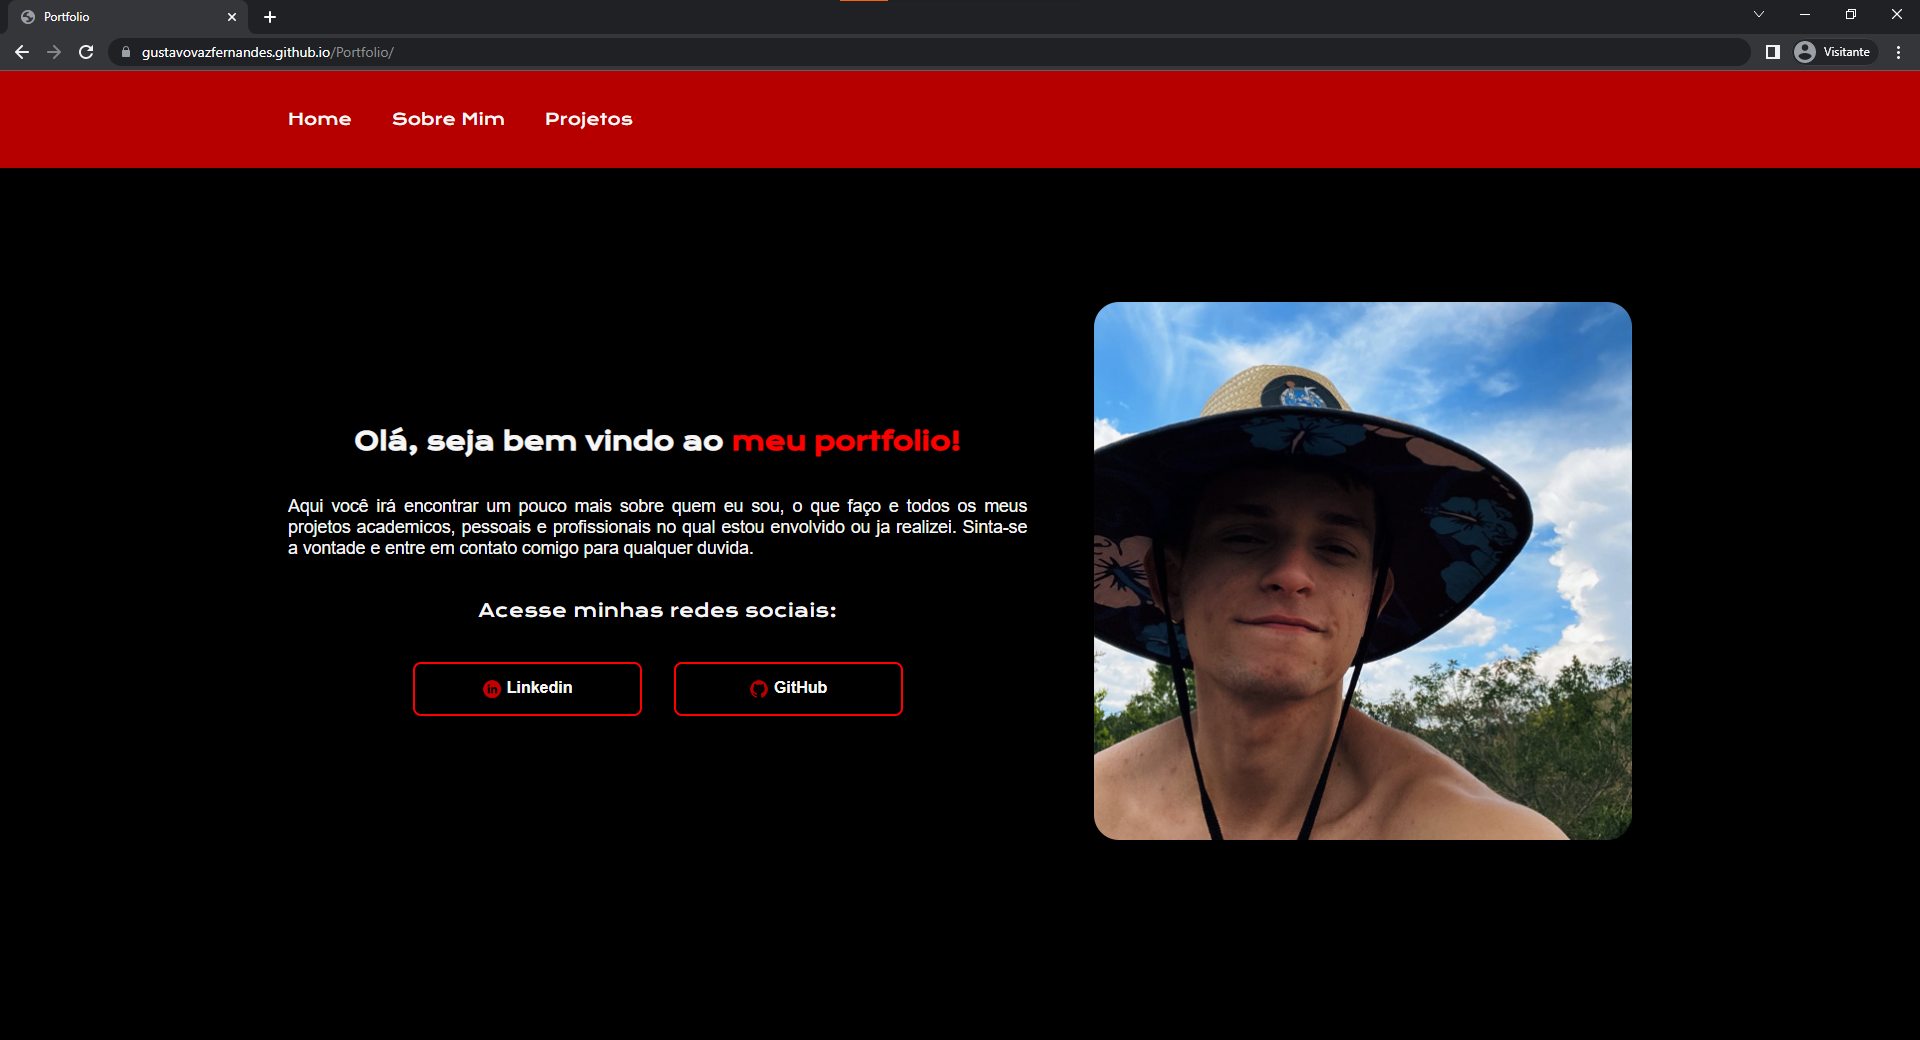 Portfolio
gustavovazfernandes.github.io/Portfolio/
Visitante
Home Sobre Mim Projetos
Olá, seja bem vindo ao meu portfolio!
Aqui você irá encontrar um pouco mais sobre quem eu sou, o que faço e todos os meus
projetos academicos, pessoais e profissionais no qual estou envolvido ou ja realizei. Sinta-se
a vontade e entre em contato comigo para qualquer duvida.
Acesse minhas redes sociais:
in Linkedin
GitHub